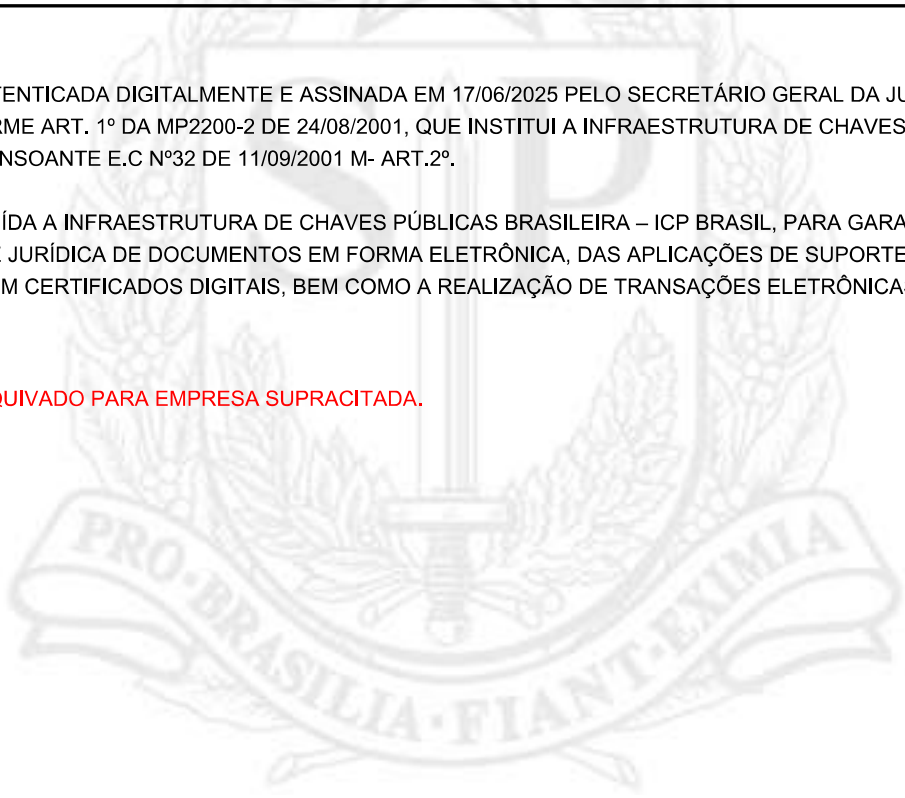 TENTICADA DIGITALMENTE E ASSINADA EM 17/06/2025 PELO SECRETÁRIO GERAL DA JU
RME ART. 1º DA MP2200-2 DE 24/08/2001, QUE INSTITUI A INFRAESTRUTURA DE CHAVES
NSOANTE E.C Nº32 DE 11/09/2001 M- ART.2º.
ÍDA A INFRAESTRUTURA DE CHAVES PÚBLICAS BRASILEIRA – ICP BRASIL, PARA GARA
E JURÍDICA DE DOCUMENTOS EM FORMA ELETRÔNICA, DAS APLICAÇÕES DE SUPORTE
M CERTIFICADOS DIGITAIS, BEM COMO A REALIZAÇÃO DE TRANSAÇÕES ELETRÔNICAS
QUIVADO PARA EMPRESA SUPRACITADA.
SP
PRO·BRASILIA·FIANT·EXIMIA